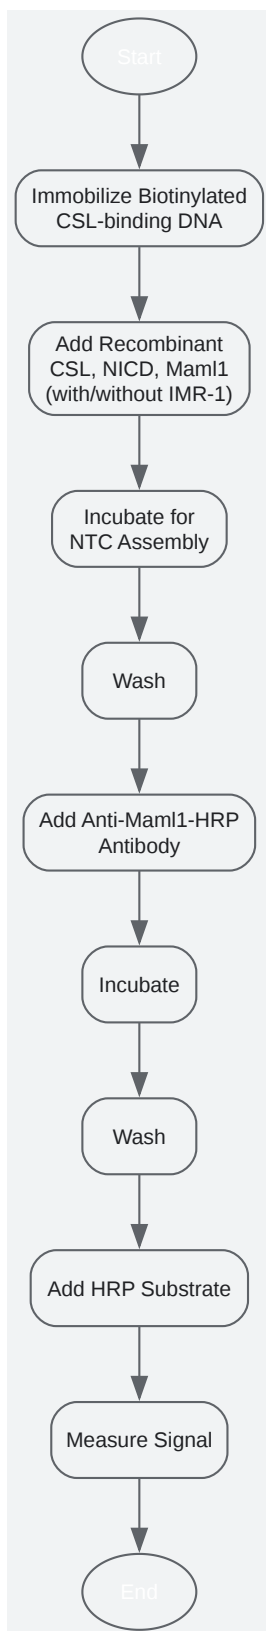 Start
Immobilize Biotinylated
CSL-binding DNA
Add Recombinant
CSL, NICD, Maml1
(with/without IMR-1)
Incubate for
NTC Assembly
Wash
Add Anti-Maml1-HRP
Antibody
Incubate
Wash
Add HRP Substrate
Measure Signal
End